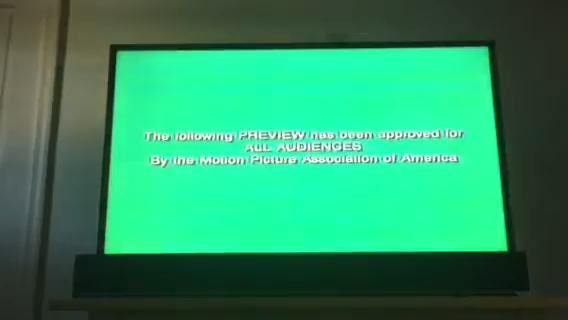 The following PREVIEW has been approved for
ALL AUDIENCES
By the Motion Picture Association of America